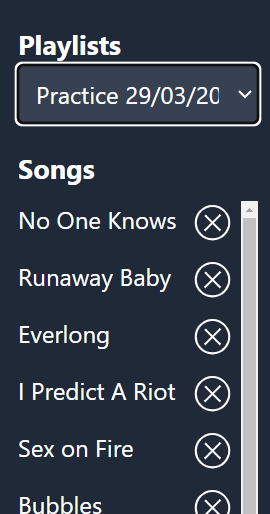 Playlists
Practice 29/03/20
Songs
No One Knows
Runaway Baby
Everlong
I Predict A Riot
Sex on Fire
Bubbles